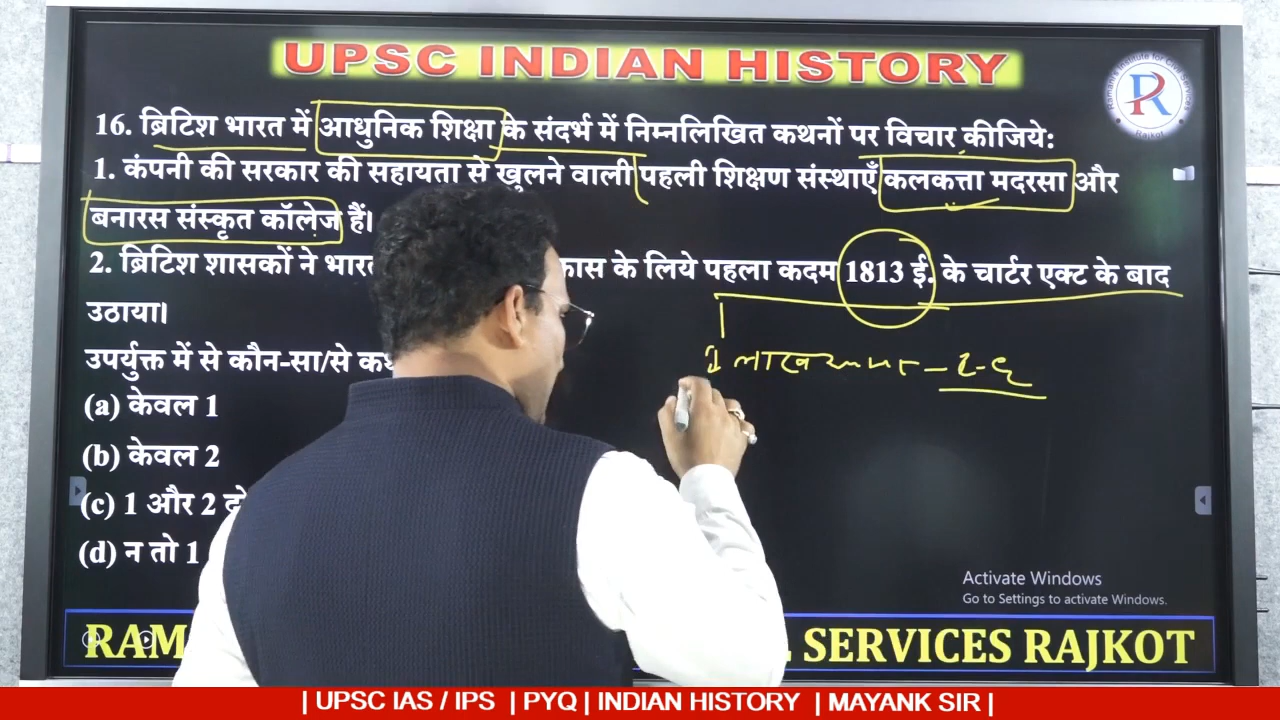 UPSC INDIAN HISTORY
R
Rajkot
16. ब्रिटिश भारत में आधुनिक शिक्षा के संदर्भ में निम्नलिखित कथनों पर विचार कीजिये:
1. कंपनी की सरकार की सहायता से खुलने वाली पहली शिक्षण संस्थाएँ कलकत्ता मदरसा और
बनारस संस्कृत कॉलेज हैं।
2. ब्रिटिश शासकों ने के लिये पहला कदम 1813 ई. के चार्टर एक्ट के बाद
उठाया।
उपर्युक्त में से कौन-सा/से
(a) केवल 1
(b) केवल 2
(c) 1 और 2
(d) न तो 1
Activate Windows
Go to Settings to activate Windows.
SERVICES RAJKOT
| UPSC IAS / IPS | PYQ | INDIAN HISTORY | MAYANK SIR |